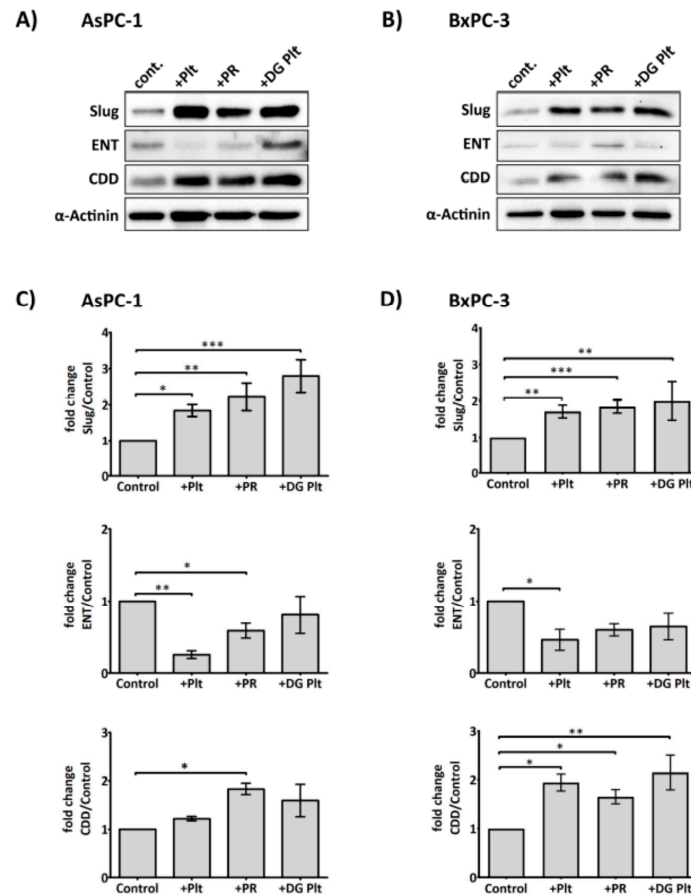 A) AsPC-1
cont. +Plt +PR +DG Plt
Slug
ENT
CDD
α-Actinin
B) BxPC-3
cont. +Plt +PR +DG Plt
Slug
ENT
CDD
α-Actinin
C) AsPC-1
fold change
Slug/Control
4
3
2
1
0
***
**
*
Control +Plt +PR +DG Plt
fold change
ENT/Control
2
1
0
*
**
Control +Plt +PR +DG Plt
fold change
CDD/Control
3
2
1
0
*
Control +Plt +PR +DG Plt
D) BxPC-3
fold change
Slug/Control
4
3
2
1
0
**
***
**
Control +Plt +PR +DG Plt
fold change
ENT/Control
2
1
0
*
Control +Plt +PR +DG Plt
fold change
CDD/Control
3
2
1
0
**
*
*
Control +Plt +PR +DG Plt